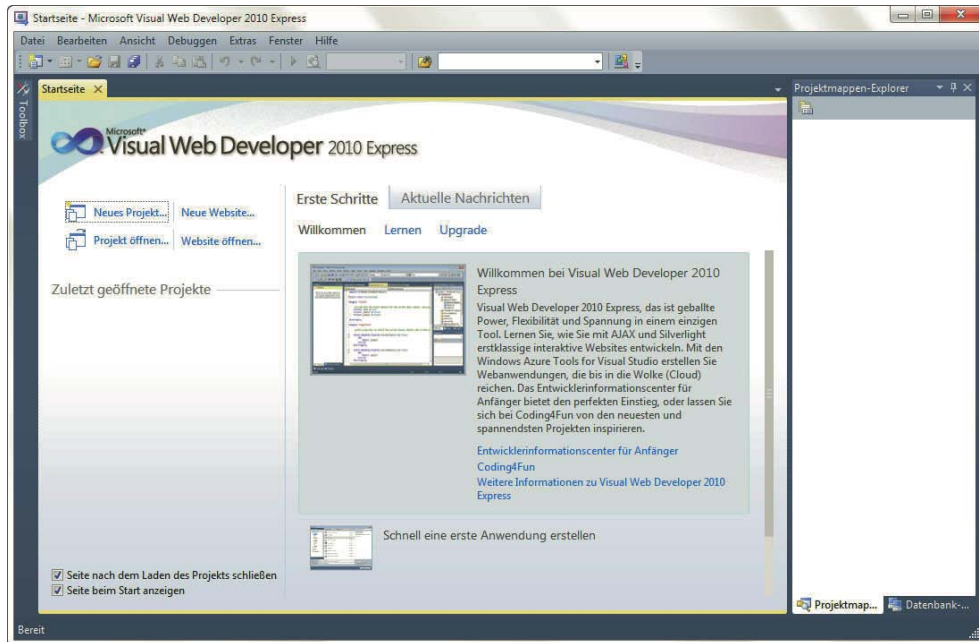 Startseite - Microsoft Visual Web Developer 2010 Express
Datei Bearbeiten Ansicht Debuggen Extras Fenster Hilfe
Toolbox
Startseite
Projektmappen-Explorer
Microsoft®
Visual Web Developer 2010 Express
Neues Projekt... Neue Website...
Projekt öffnen... Website öffnen...
Zuletzt geöffnete Projekte
Erste Schritte Aktuelle Nachrichten
Willkommen Lernen Upgrade
Willkommen bei Visual Web Developer 2010
Express
Visual Web Developer 2010 Express, das ist geballte
Power, Flexibilität und Spannung in einem einzigen
Tool. Lernen Sie, wie Sie mit AJAX und Silverlight
erstklassige interaktive Websites entwickeln. Mit den
Windows Azure Tools for Visual Studio erstellen Sie
Webanwendungen, die bis in die Wolke (Cloud)
reichen. Das Entwicklerinformationscenter für
Anfänger bietet den perfekten Einstieg, oder lassen Sie
sich bei Coding4Fun von den neuesten und
spannendsten Projekten inspirieren.
Entwicklerinformationscenter für Anfänger
Coding4Fun
Weitere Informationen zu Visual Web Developer 2010
Express
Schnell eine erste Anwendung erstellen
Seite nach dem Laden des Projekts schließen
Seite beim Start anzeigen
Projektmap... Datenbank-...
Bereit